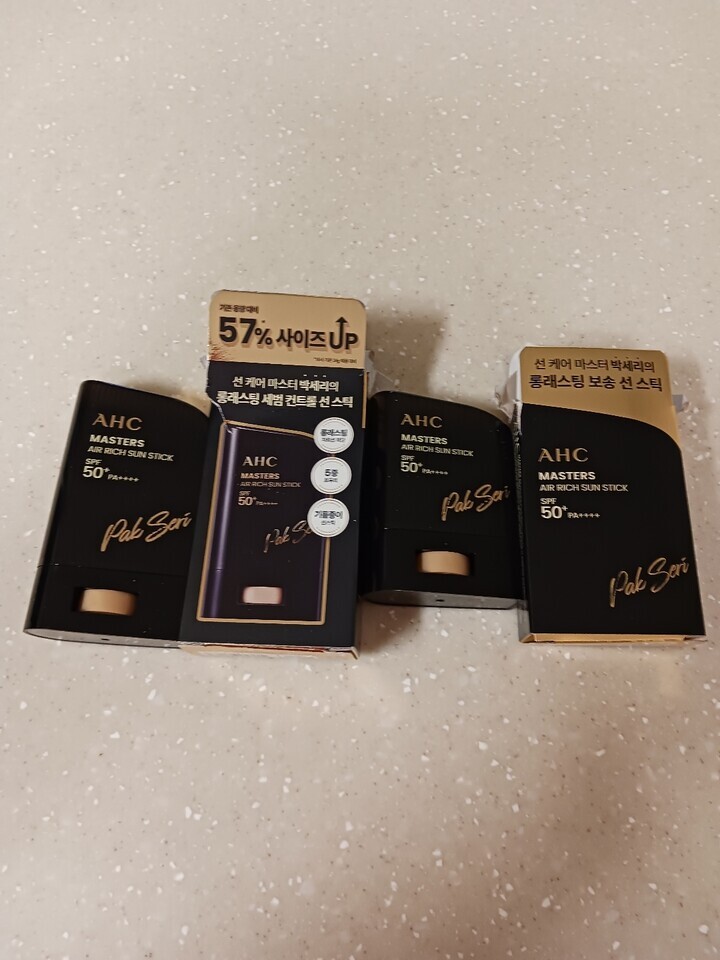 AHC
MASTERS
AIR RICH SUN STICK
SPF
50+ PA++++
Pak Seri
기존 용량 대비
57% 사이즈 UP
선 케어 마스터 박세리의
롱래스팅 세범 컨트롤 선 스틱
롱래스팅
AHC
MASTERS
AIR RICH SUN STICK
SPF
50+ PA++++
5중
Pak Se
AHC
MASTERS
AIR RICH SUN STICK
SPF
50+ PA++++
Pak Seri
선 케어 마스터 박세리의
롱래스팅 보송 선 스틱
AHC
MASTERS
AIR RICH SUN STICK
SPF
50+ PA++++
Pak Seri